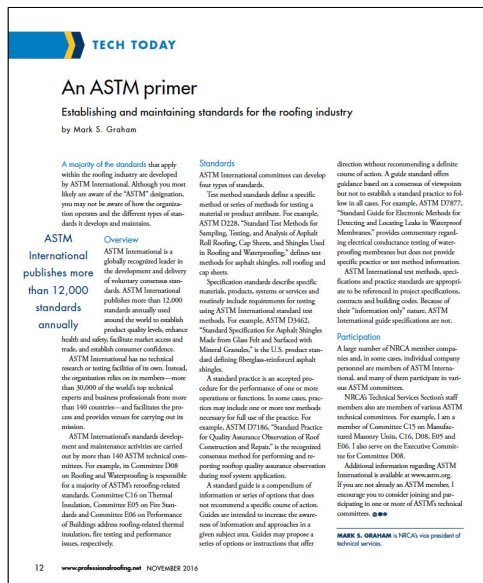 TECH TODAY
An ASTM primer
Establishing and maintaining standards for the roofing industry
by Mark S. Graham
A majority of the standards that apply
within the roofing industry are developed
by ASTM International. Although you most
likely are aware of the “ASTM” designation,
you may not be aware of how the organiza-
tion operates and the different types of stan-
dards it develops and maintains.
ASTM
International
publishes more
than 12,000
standards
annually
Overview
ASTM International is a
globally recognized leader in
the development and delivery
of voluntary consensus stan-
dards. ASTM International
publishes more than 12,000
standards annually used
around the world to establish
product quality levels, enhance
health and safety, facilitate market access and
trade, and establish consumer confidence.
ASTM International has no technical
research or testing facilities of its own. Instead,
the organization relies on its members—more
than 30,000 of the world’s top technical
experts and business professionals from more
than 140 countries—and facilitates the pro-
cess and provides venues for carrying out its
mission.
ASTM International’s standards develop-
ment and maintenance activities are carried
out by more than 140 ASTM technical com-
mittees. For example, its Committee D08
on Roofing and Waterproofing is responsible
for a majority of ASTM’s reroofing-related
standards. Committee C16 on Thermal
Insulation, Committee E05 on Fire Stan-
dards and Committee E06 on Performance
of Buildings address roofing-related thermal
insulation, fire testing and performance
issues, respectively.
Standards
ASTM International committees can develop
four types of standards.
Test method standards define a specific
method or series of methods for testing a
material or product attribute. For example,
ASTM D228, “Standard Test Methods for
Sampling, Testing, and Analysis of Asphalt
Roll Roofing, Cap Sheets, and Shingles Used
in Roofing and Waterproofing,” defines test
methods for asphalt shingles, roll roofing and
cap sheets.
Specification standards describe specific
materials, products, systems or services and
routinely include requirements for testing
using ASTM International standard test
methods. For example, ASTM D3462,
“Standard Specification for Asphalt Shingles
Made from Glass Felt and Surfaced with
Mineral Granules,” is the U.S. product stan-
dard defining fiberglass-reinforced asphalt
shingles.
A standard practice is an accepted pro-
cedure for the performance of one or more
operations or functions. In some cases, prac-
tices may include one or more test methods
necessary for full use of the practice. For
example, ASTM D7186, “Standard Practice
for Quality Assurance Observation of Roof
Construction and Repair,” is the recognized
consensus method for performing and re-
porting rooftop quality assurance observation
during roof system application.
A standard guide is a compendium of
information or series of options that does
not recommend a specific course of action.
Guides are intended to increase the aware-
ness of information and approaches in a
given subject area. Guides may propose a
series of options or instructions that offer
direction without recommending a definite
course of action. A guide standard offers
guidance based on a consensus of viewpoints
but not to establish a standard practice to fol-
low in all cases. For example, ASTM D7877,
“Standard Guide for Electronic Methods for
Detecting and Locating Leaks in Waterproof
Membranes,” provides commentary regard-
ing electrical conductance testing of water-
proofing membranes but does not provide
specific practice or test method information.
ASTM International test methods, speci-
fications and practice standards are appropri-
ate to be referenced in project specifications,
contracts and building codes. Because of
their “information only” nature, ASTM
International guide specifications are not.
Participation
A large number of NRCA member compa-
nies and, in some cases, individual company
personnel are members of ASTM Interna-
tional, and many of them participate in vari-
ous ASTM committees.
NRCA’s Technical Services Section’s staff
members also are members of various ASTM
technical committees. For example, I am a
member of Committee C15 on Manufac-
tured Masonry Units, C16, D08, E05 and
E06. I also serve on the Executive Commit-
tee for Committee D08.
Additional information regarding ASTM
International is available at www.astm.org.
If you are not already an ASTM member, I
encourage you to consider joining and par-
ticipating in one or more of ASTM’s technical
committees.
MARK S. GRAHAM is NRCA’s vice president of
technical services.
12 www.professionalroofing.net NOVEMBER 2016